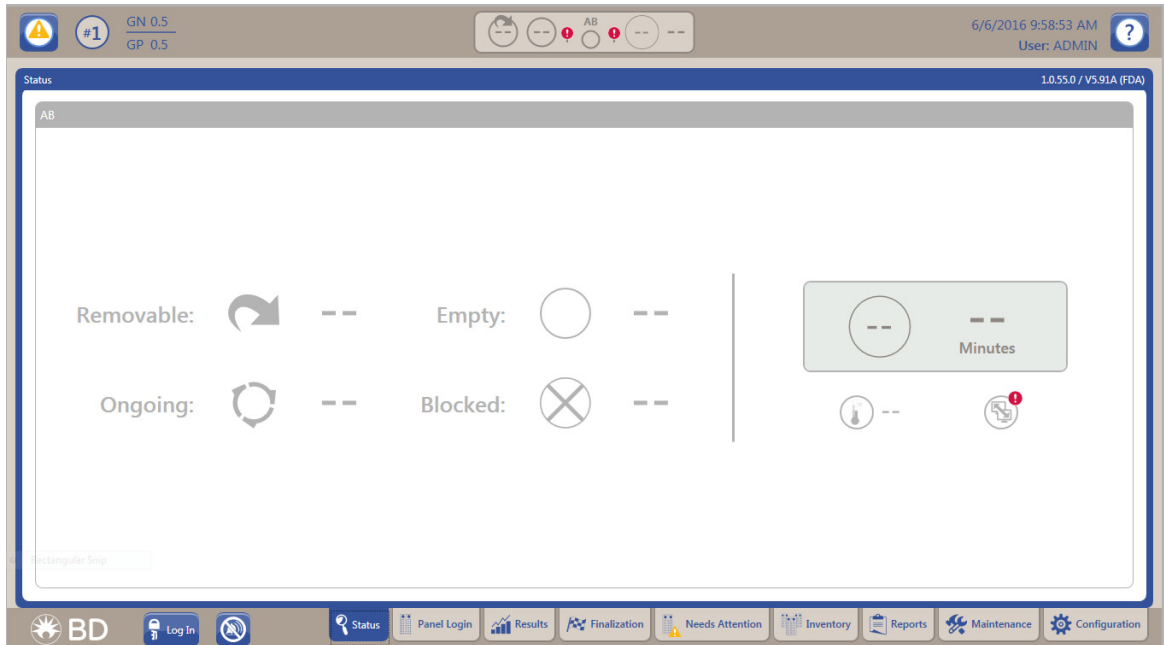 #1
GN 0.5
GP 0.5
--
--
AB
--
--
6/6/2016 9:58:53 AM
User: ADMIN
?
Status
1.0.55.0 / V5.91A (FDA)
AB
Removable: --
Empty: --
-- --
Minutes
Ongoing: --
Blocked: --
--
Rectangular Snip
BD
Log In
Status
Panel Login
Results
Finalization
Needs Attention
Inventory
Reports
Maintenance
Configuration